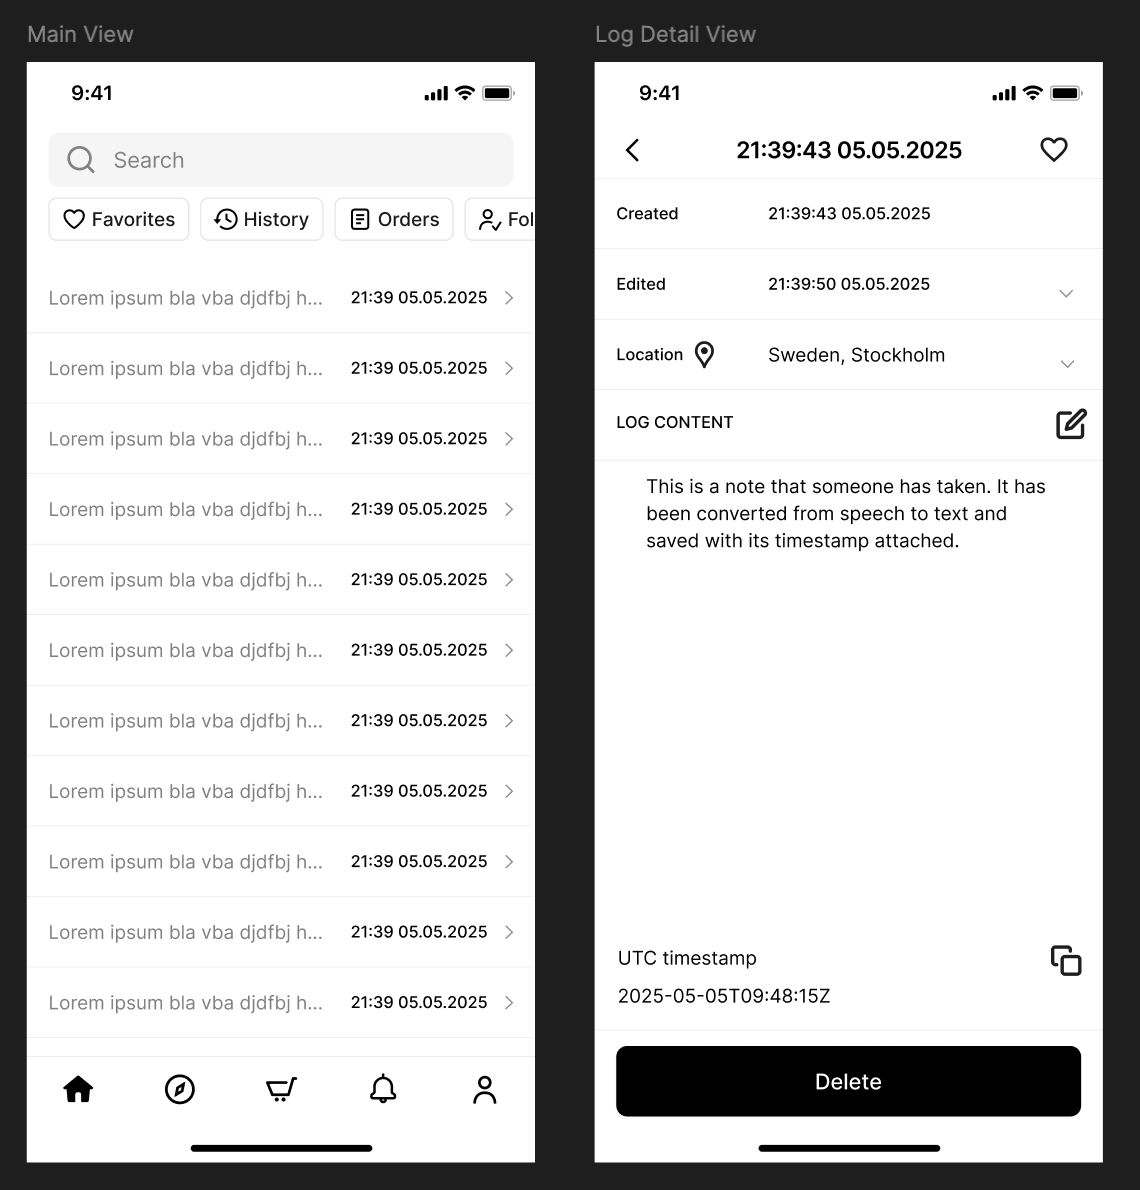 Main View
9:41
Search
Favorites History Orders Fol
Lorem ipsum bla vba djdfbj h... 21:39 05.05.2025
Lorem ipsum bla vba djdfbj h... 21:39 05.05.2025
Lorem ipsum bla vba djdfbj h... 21:39 05.05.2025
Lorem ipsum bla vba djdfbj h... 21:39 05.05.2025
Lorem ipsum bla vba djdfbj h... 21:39 05.05.2025
Lorem ipsum bla vba djdfbj h... 21:39 05.05.2025
Lorem ipsum bla vba djdfbj h... 21:39 05.05.2025
Lorem ipsum bla vba djdfbj h... 21:39 05.05.2025
Lorem ipsum bla vba djdfbj h... 21:39 05.05.2025
Lorem ipsum bla vba djdfbj h... 21:39 05.05.2025
Lorem ipsum bla vba djdfbj h... 21:39 05.05.2025
Log Detail View
9:41
21:39:43 05.05.2025
Created 21:39:43 05.05.2025
Edited 21:39:50 05.05.2025
Location Sweden, Stockholm
LOG CONTENT
This is a note that someone has taken. It has
been converted from speech to text and
saved with its timestamp attached.
UTC timestamp
2025-05-05T09:48:15Z
Delete